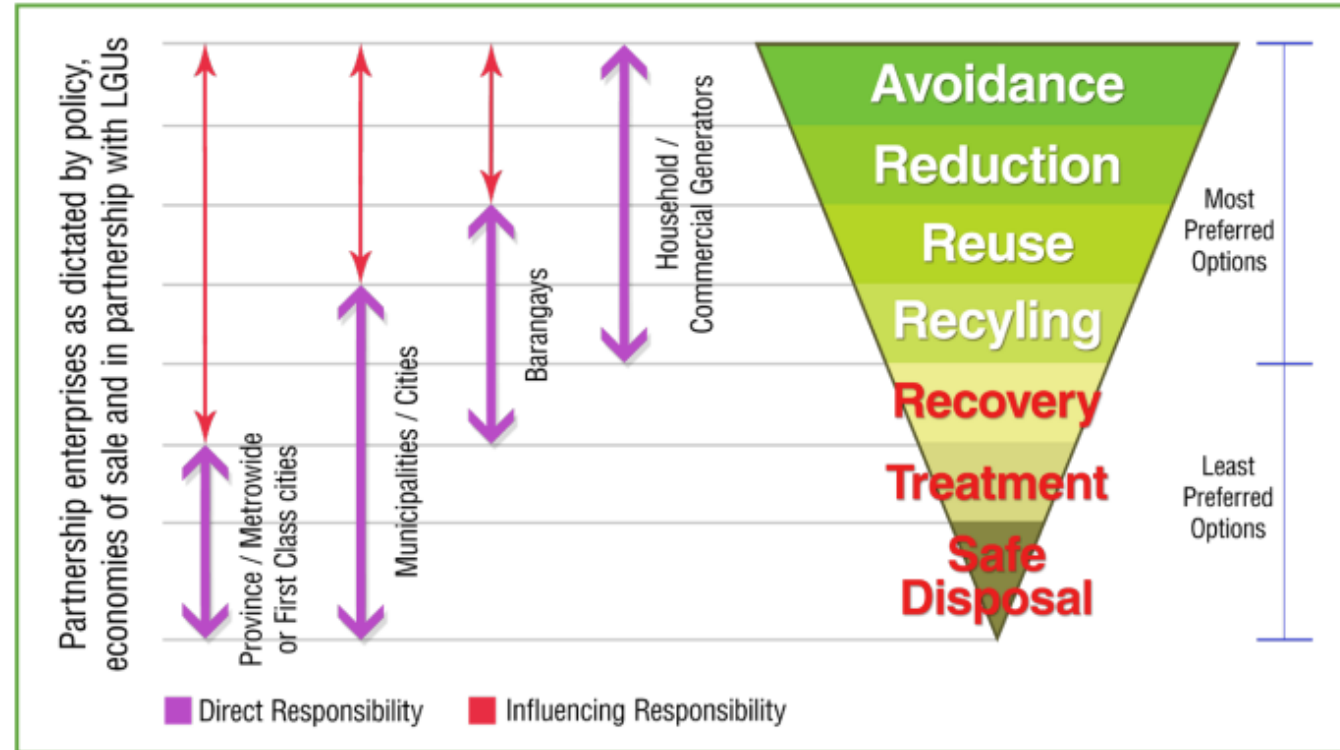 Partnership enterprises as dictated by policy,
economies of sale and in partnership with LGUs
Province / Metrowide
or First Class cities
Municipalities / Cities
Barangays
Household /
Commercial Generators
Avoidance
Reduction
Reuse
Recyling
Recovery
Treatment
Safe
Disposal
Most
Preferred
Options
Least
Preferred
Options
Direct Responsibility
Influencing Responsibility